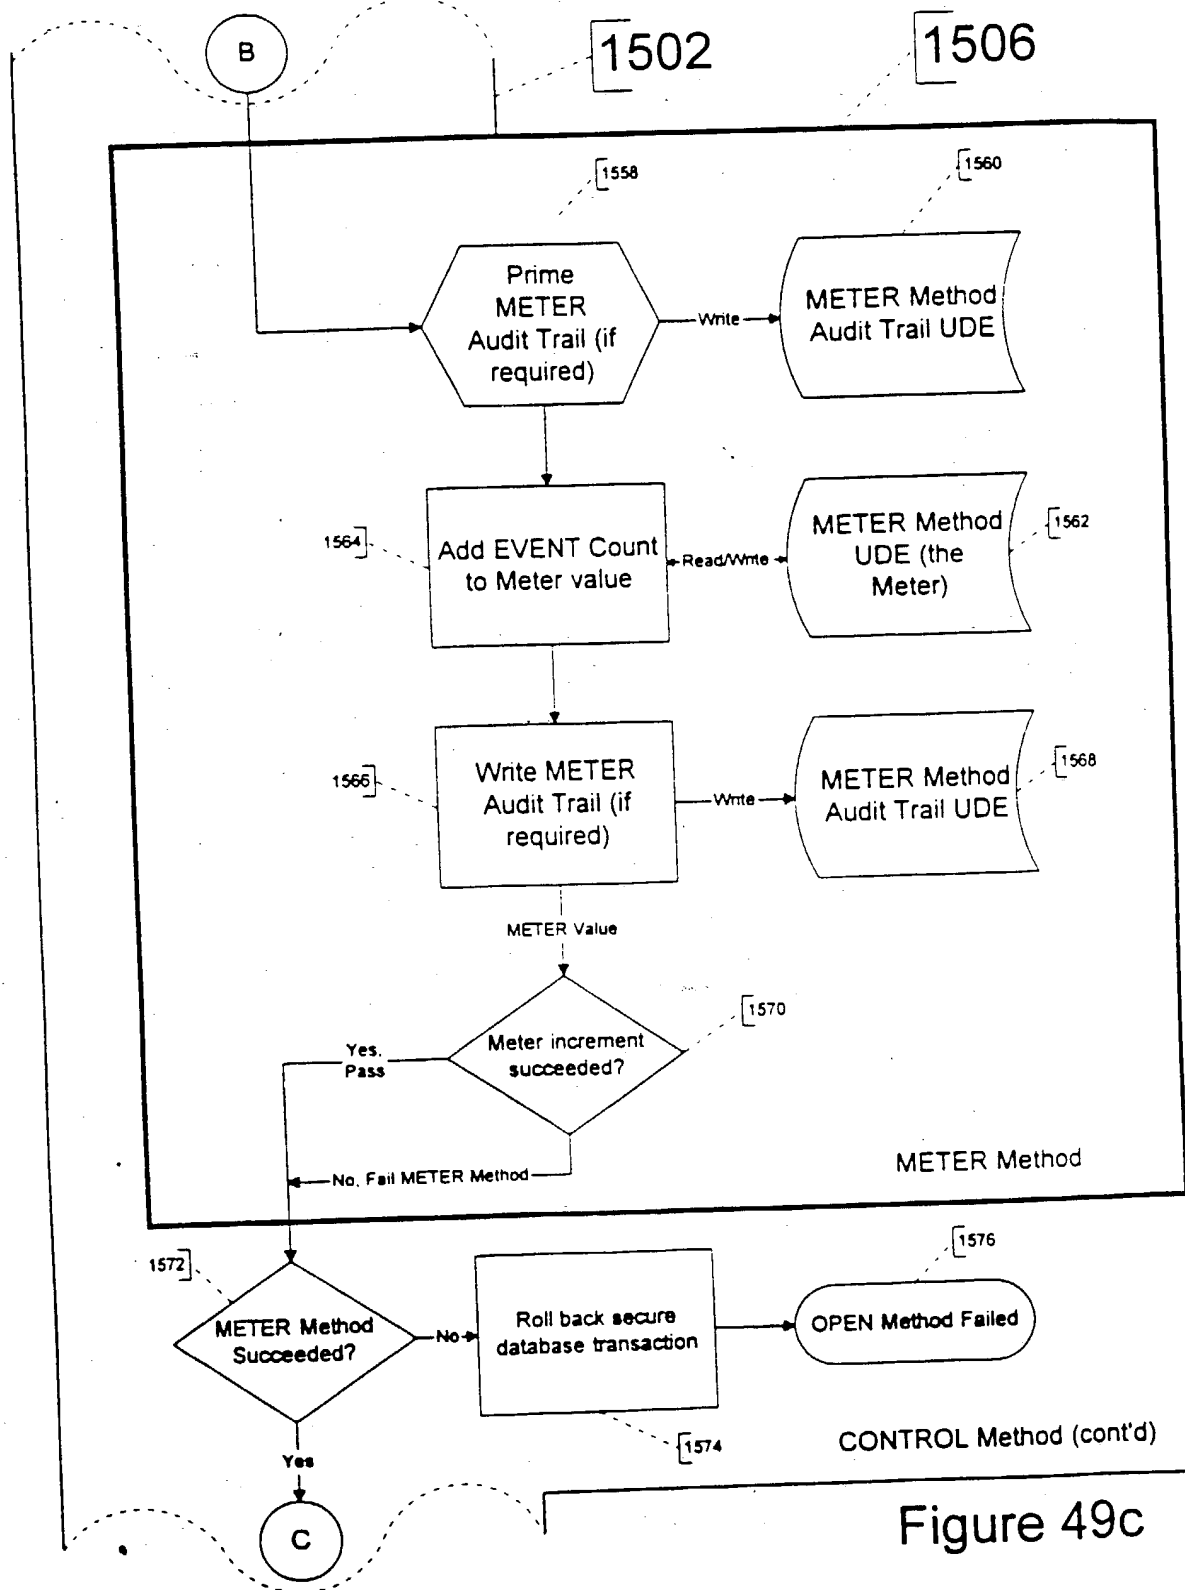 B
1502
1506
1558
1560
Prime
METER
Audit Trail (if
required)
Write
METER Method
Audit Trail UDE
1564
Add EVENT Count
to Meter value
Read/Write
METER Method
UDE (the
Meter)
1562
1566
Write METER
Audit Trail (if
required)
Write
METER Method
Audit Trail UDE
1568
METER Value
1570
Meter increment
succeeded?
Yes,
Pass
No, Fail METER Method
METER Method
1572
METER Method
Succeeded?
No
Roll back secure
database transaction
1576
OPEN Method Failed
1574
CONTROL Method (cont'd)
Yes
C
Figure 49c